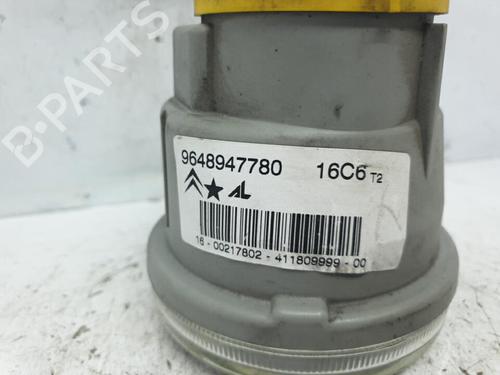 B-PARTS
9648947780 16C6 T2
AL
16 - 00217802 - 411809999 - 00